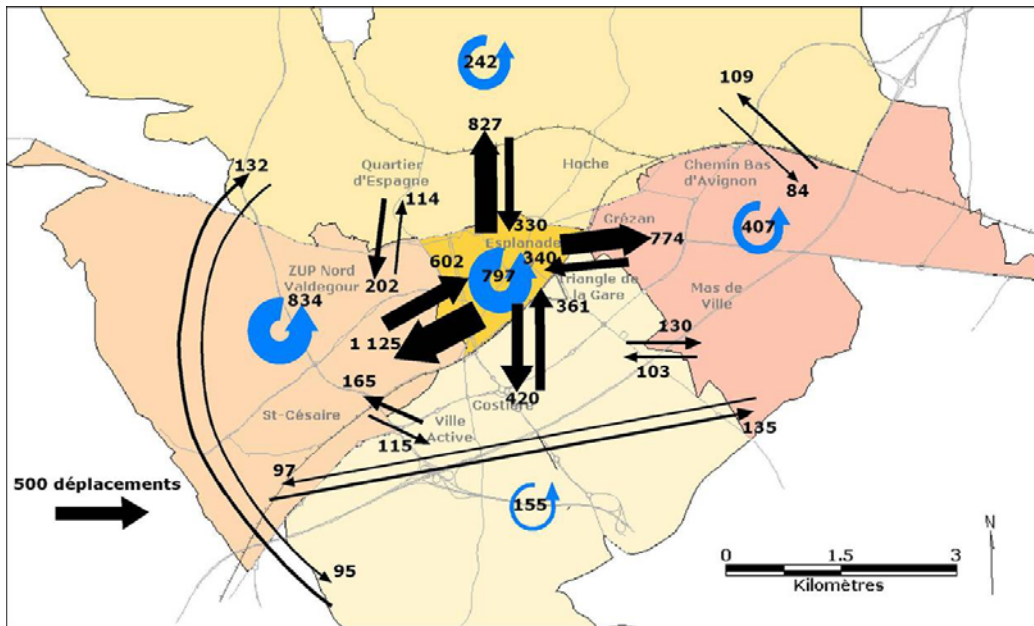 242
109
827
Quartier
d'Espagne
Hoche
Chemin Bas
d'Avignon
132
114
84
330
Grézan
407
Esplanade
774
602
340
797
ZUP Nord
Valdegour
202
834
Triangle de
la Gare
361
Mas de
Ville
1 125
130
103
165
420
Costière
St-Césaire
Ville
Active
115
135
97
500 déplacements
155
N
95
0 1.5 3
Kilomètres